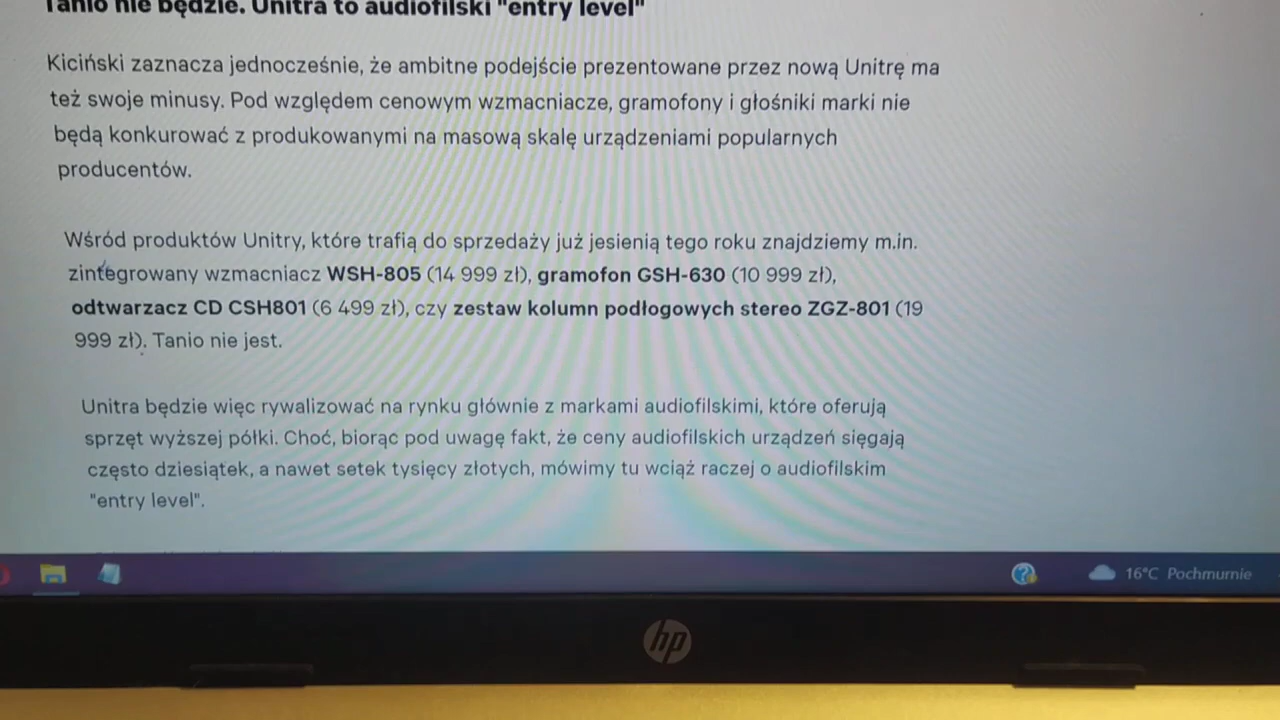 Tanio nie będzie. Unitra to audiofilski "entry level"
Kiciński zaznacza jednocześnie, że ambitne podejście prezentowane przez nową Unitrę ma
też swoje minusy. Pod względem cenowym wzmacniacze, gramofony i głośniki marki nie
będą konkurować z produkowanymi na masową skalę urządzeniami popularnych
producentów.
Wśród produktów Unitry, które trafią do sprzedaży już jesienią tego roku znajdziemy m.in.
zintegrowany wzmacniacz WSH-805 (14 999 zł), gramofon GSH-630 (10 999 zł),
odtwarzacz CD CSH801 (6 499 zł), czy zestaw kolumn podłogowych stereo ZGZ-801 (19
999 zł). Tanio nie jest.
Unitra będzie więc rywalizować na rynku głównie z markami audiofilskimi, które oferują
sprzęt wyższej półki. Choć, biorąc pod uwagę fakt, że ceny audiofilskich urządzeń sięgają
często dziesiątek, a nawet setek tysięcy złotych, mówimy tu wciąż raczej o audiofilskim
"entry level".
16°C Pochmurnie
hp